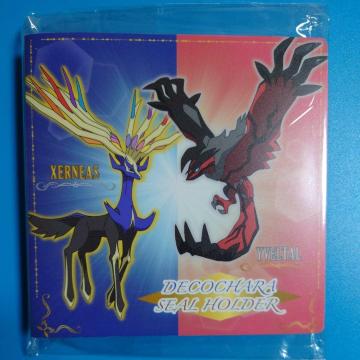 XERNEAS
YVELTAL
DECOCHARA
SEAL HOLDER